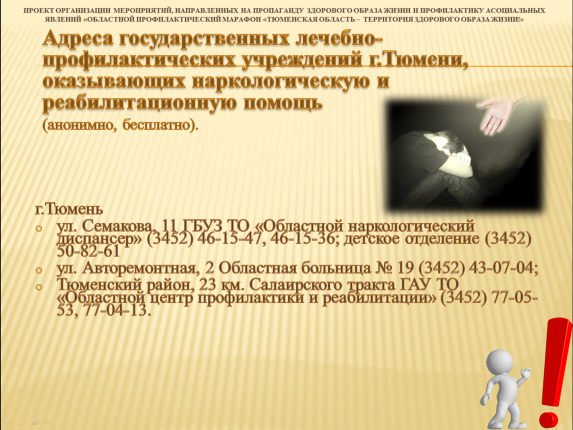 ПРОЕКТ ОРГАНИЗАЦИИ МЕРОПРИЯТИЙ, НАПРАВЛЕННЫХ НА ПРОПАГАНДУ ЗДОРОВОГО ОБРАЗА ЖИЗНИ И ПРОФИЛАКТИКУ АСОЦИАЛЬНЫХ
ЯВЛЕНИЙ «ОБЛАСТНОЙ ПРОФИЛАКТИЧЕСКИЙ МАРАФОН «ТЮМЕНСКАЯ ОБЛАСТЬ – ТЕРРИТОРИЯ ЗДОРОВОГО ОБРАЗА ЖИЗНИ!»
Адреса государственных лечебно-
профилактических учреждений г.Тюмени,
оказывающих наркологическую и
реабилитационную помощь
(анонимно, бесплатно).
г.Тюмень
ул. Семакова, 11 ГБУЗ ТО «Областной наркологический
диспансер» (3452) 46-15-47, 46-15-36; детское отделение (3452)
50-82-61
ул. Авторемонтная, 2 Областная больница № 19 (3452) 43-07-04;
Тюменский район, 23 км. Салаирского тракта ГАУ ТО
«Областной центр профилактики и реабилитации» (3452) 77-05-
53, 77-04-13.